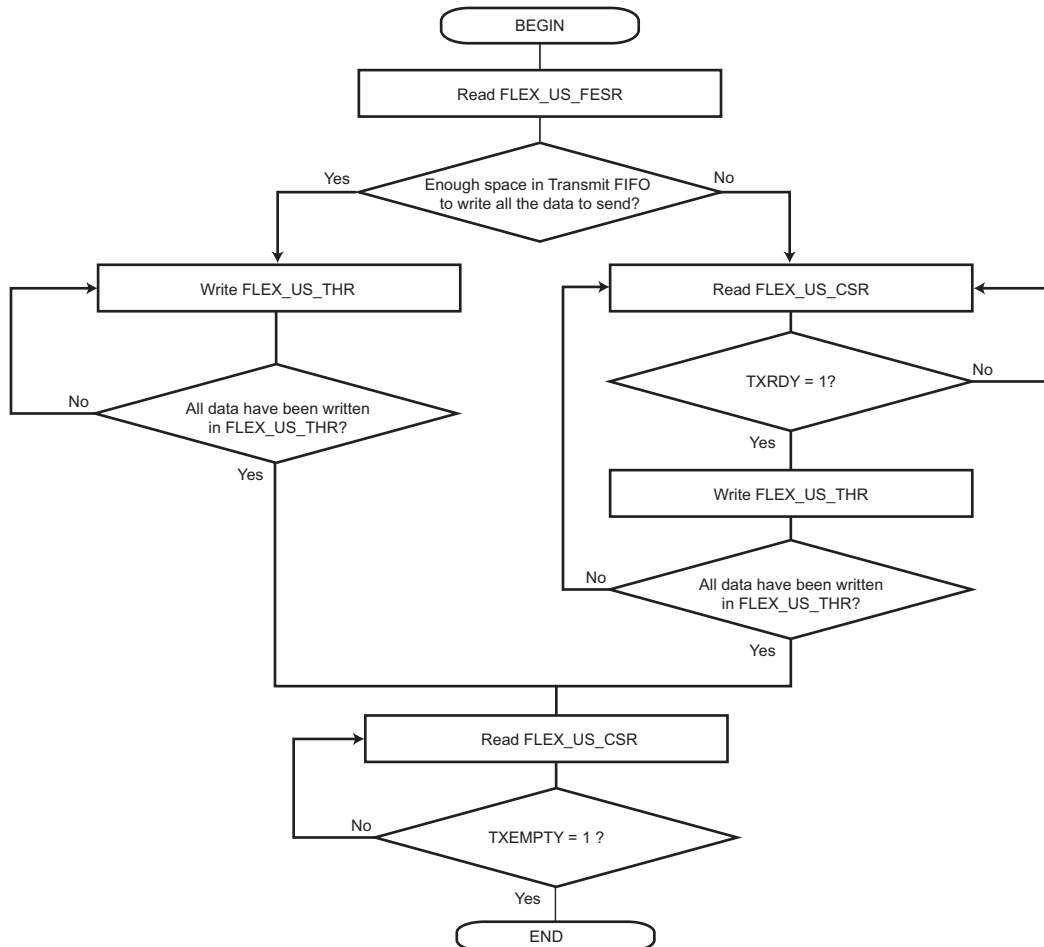 BEGIN
Read FLEX_US_FESR
Yes
No
Enough space in Transmit FIFO
to write all the data to send?
Write FLEX_US_THR
Read FLEX_US_CSR
TXRDY = 1?
No
No
All data have been written
in FLEX_US_THR?
Yes
Yes
Write FLEX_US_THR
No
All data have been written
in FLEX_US_THR?
Yes
Read FLEX_US_CSR
No
TXEMPTY = 1 ?
Yes
END